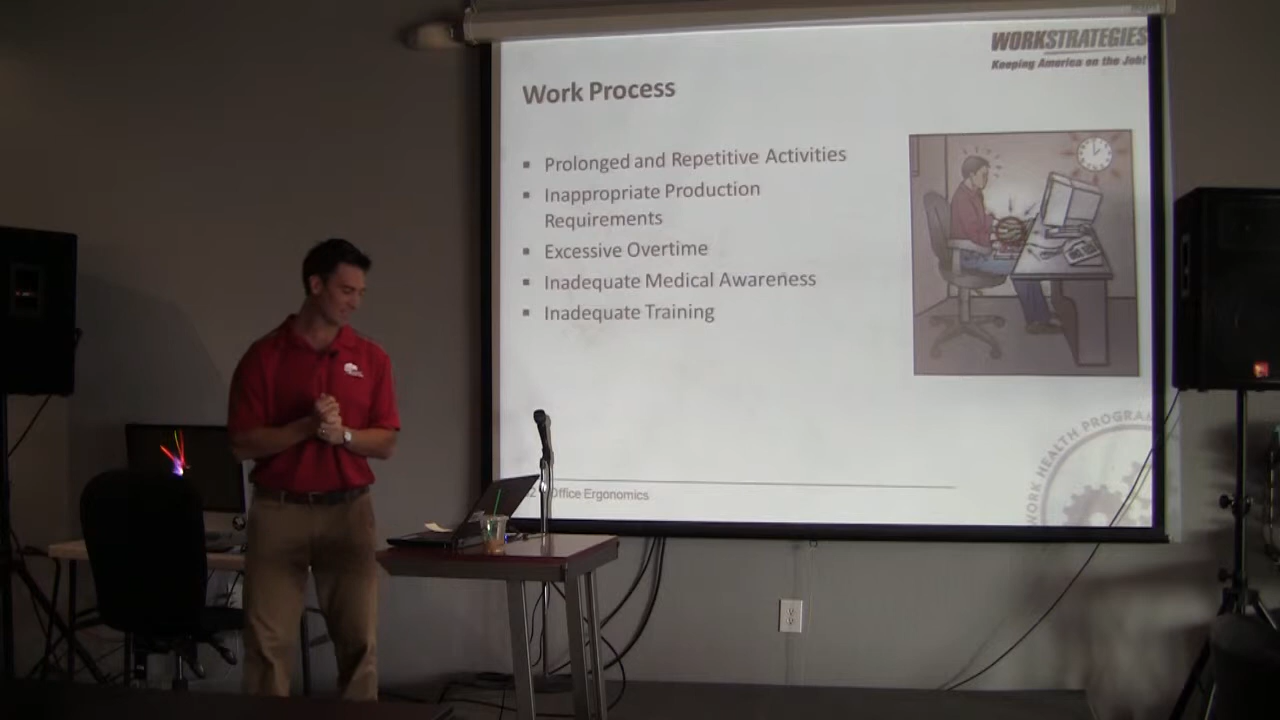 WORKSTRATEGIES
Keeping America on the Job!
Work Process
Prolonged and Repetitive Activities
Inappropriate Production
Requirements
Excessive Overtime
Inadequate Medical Awareness
Inadequate Training
WORK HEALTH PROGRAM
Office Ergonomics